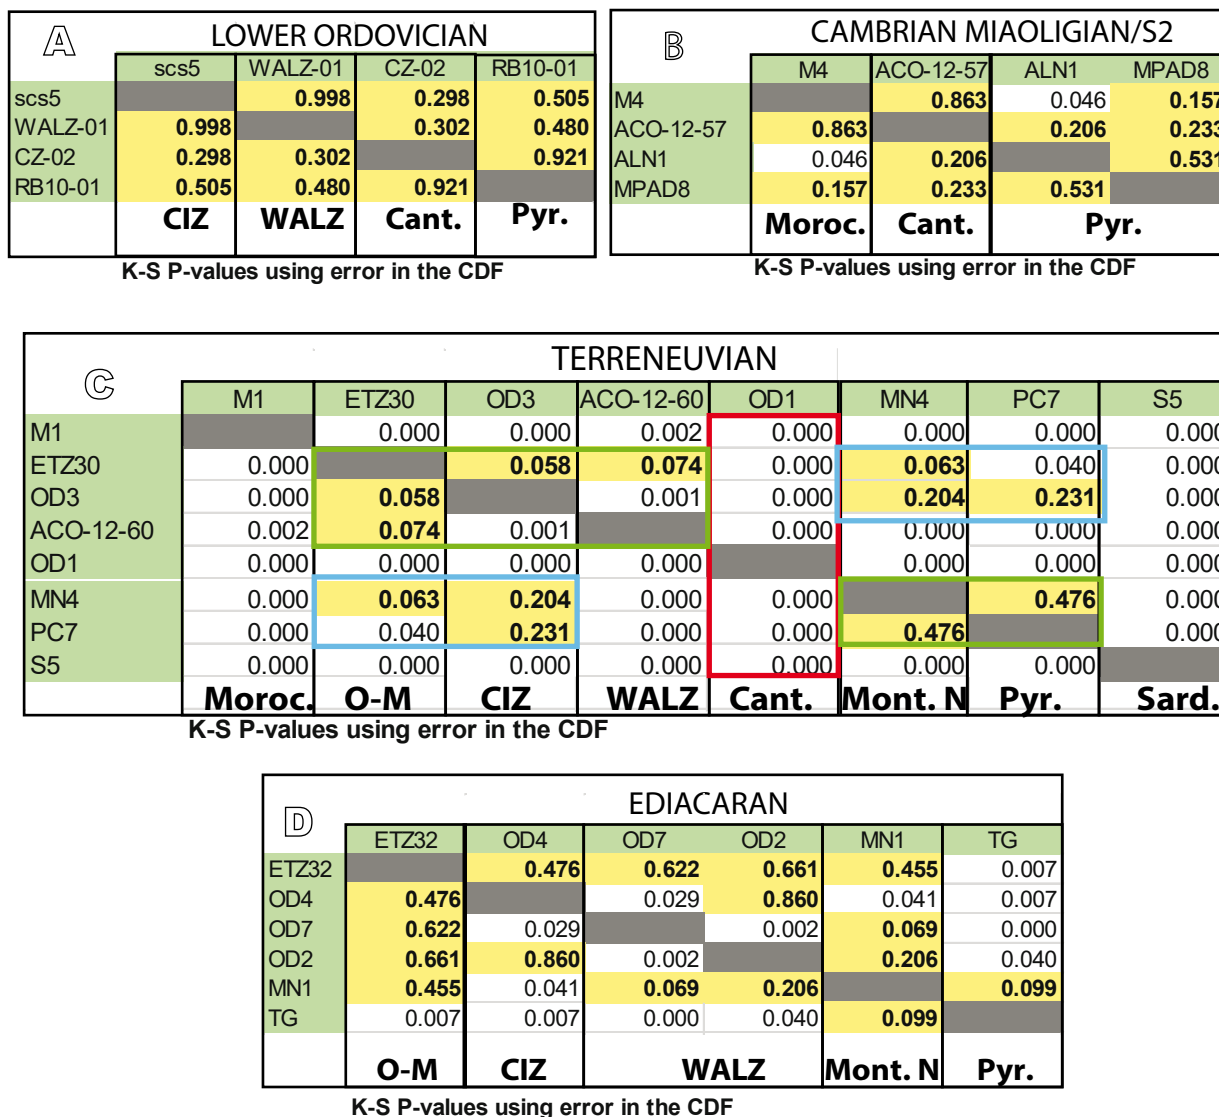 A LOWER ORDOVICIAN
scs5 WALZ-01 CZ-02 RB10-01
scs5 0.998 0.298 0.505
WALZ-01 0.998 0.302 0.480
CZ-02 0.298 0.302 0.921
RB10-01 0.505 0.480 0.921
CIZ WALZ Cant. Pyr.
K-S P-values using error in the CDF
B CAMBRIAN MIAOLIGIAN/S2
M4 ACO-12-57 ALN1 MPAD8
M4 0.863 0.046 0.157
ACO-12-57 0.863 0.206 0.233
ALN1 0.046 0.206 0.531
MPAD8 0.157 0.233 0.531
Moroc. Cant. Pyr.
K-S P-values using error in the CDF
C TERRENEUVIAN
M1 ETZ30 OD3 ACO-12-60 OD1 MN4 PC7 S5
M1 0.000 0.000 0.002 0.000 0.000 0.000 0.000
ETZ30 0.000 0.058 0.074 0.000 0.063 0.040 0.000
OD3 0.000 0.058 0.001 0.000 0.204 0.231 0.000
ACO-12-60 0.002 0.074 0.001 0.000 0.000 0.000 0.000
OD1 0.000 0.000 0.000 0.000 0.000 0.000 0.000
MN4 0.000 0.063 0.204 0.000 0.000 0.476 0.000
PC7 0.000 0.040 0.231 0.000 0.000 0.476 0.000
S5 0.000 0.000 0.000 0.000 0.000 0.000 0.000
Moroc. O-M CIZ WALZ Cant. Mont. N Pyr. Sard.
K-S P-values using error in the CDF
D EDIACARAN
ETZ32 OD4 OD7 OD2 MN1 TG
ETZ32 0.476 0.622 0.661 0.455 0.007
OD4 0.476 0.029 0.860 0.041 0.007
OD7 0.622 0.029 0.002 0.069 0.000
OD2 0.661 0.860 0.002 0.206 0.040
MN1 0.455 0.041 0.069 0.206 0.099
TG 0.007 0.007 0.000 0.040 0.099
O-M CIZ WALZ Mont. N Pyr.
K-S P-values using error in the CDF